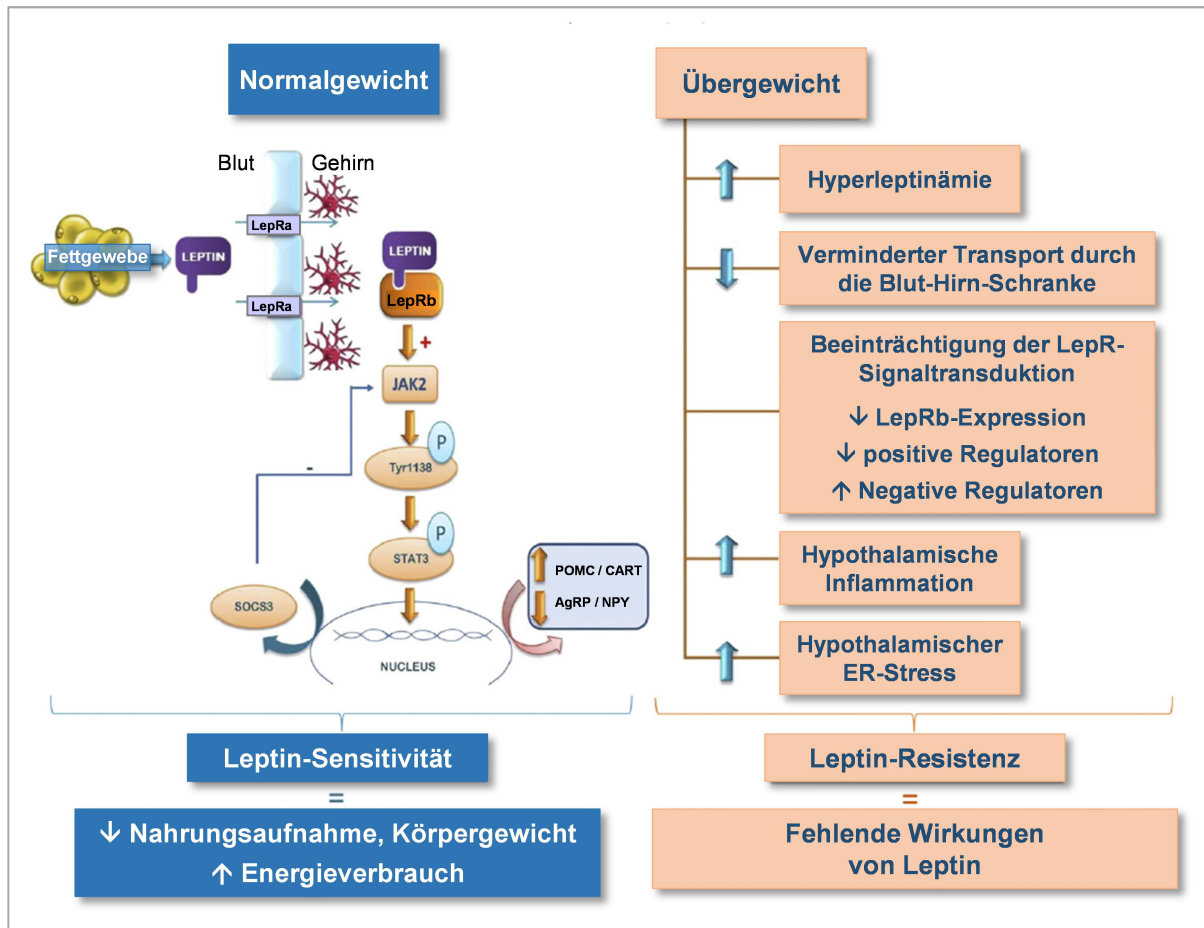 Normalgewicht
Blut
Gehirn
LepRa
Fettgewebe
LEPTIN
LEPTIN
LepRb
LepRa
+
JAK2
P
Tyr1138
-
P
STAT3
SOCS3
↑ POMC / CART
↓ AgRP / NPY
NUCLEUS
Leptin-Sensitivität
=
↓ Nahrungsaufnahme, Körpergewicht
↑ Energieverbrauch
Übergewicht
↑ Hyperleptinämie
↓ Verminderter Transport durch
die Blut-Hirn-Schranke
Beeinträchtigung der LepR-
Signaltransduktion
↓ LepRb-Expression
↓ positive Regulatoren
↑ Negative Regulatoren
↑ Hypothalamische
Inflammation
↑ Hypothalamischer
ER-Stress
Leptin-Resistenz
=
Fehlende Wirkungen
von Leptin